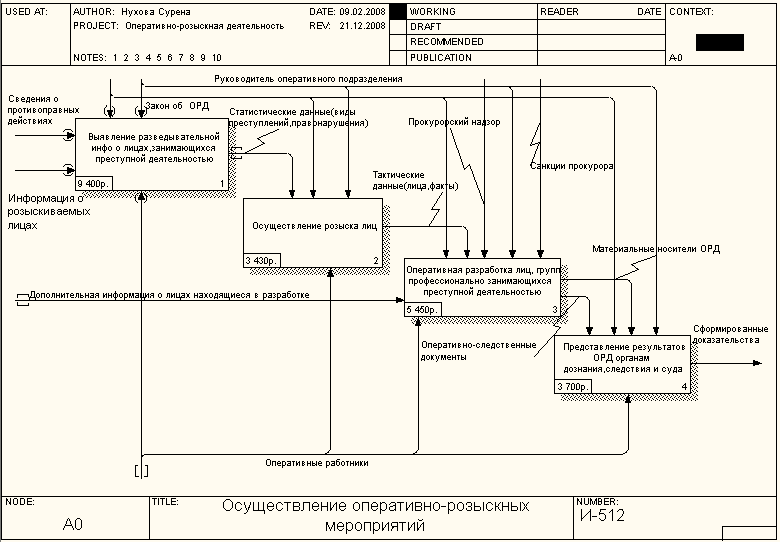 USED AT:
AUTHOR: Нухова Сурена
DATE: 09.02.2008
WORKING
READER
DATE
CONTEXT:
PROJECT: Оперативно-розыскная деятельность
REV: 21.12.2008
DRAFT
RECOMMENDED
NOTES: 1 2 3 4 5 6 7 8 9 10
PUBLICATION
A-0
Руководитель оперативного подразделения
Сведения о
противоправных
действиях
Закон об ОРД
Статистические данные(виды
преступлений,правонарушения)
Прокурорский надзор
Выявление разведывательной
инфо о лицах,занимающихся
преступной деятельностью
9 400р.
1
Санкции прокурора
Тактические
данные(лица,факты)
Информация о
розыскиваемых
лицах
Осуществление розыска лиц
3 430р.
2
Материальные носители ОРД
Оперативная разработка лиц, групп
профессионально занимающихся
преступной деятельностью
5 450р.
3
Дополнительная информация о лицах находящиеся в разработке
Сформированные
доказательства
Оперативно-следственные
документы
Представление результатов
ОРД органам
дознания,следствия и суда
3 700р.
4
Оперативные работники
NODE:
TITLE:
NUMBER:
A0
Осуществление оперативно-розыскных
мероприятий
И-512